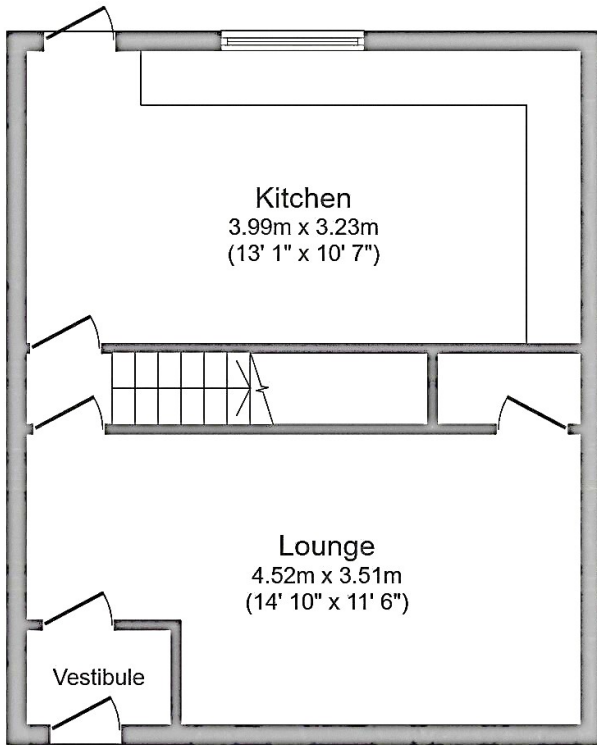 Kitchen
3.99m x 3.23m
(13' 1" x 10' 7")
Lounge
4.52m x 3.51m
(14' 10" x 11' 6")
Vestibule